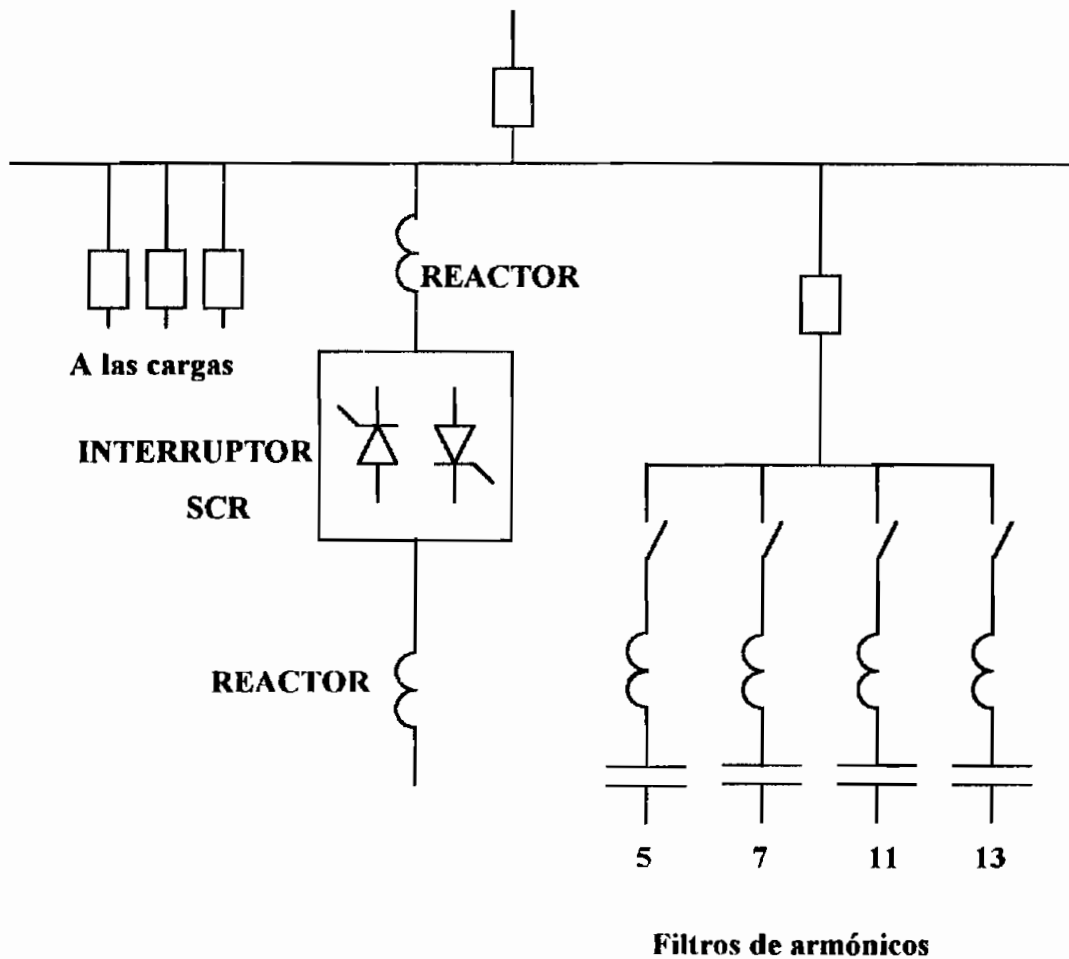 REACTOR
A las cargas
INTERRUPTOR
SCR
REACTOR
5 7 11 13
Filtros de armónicos